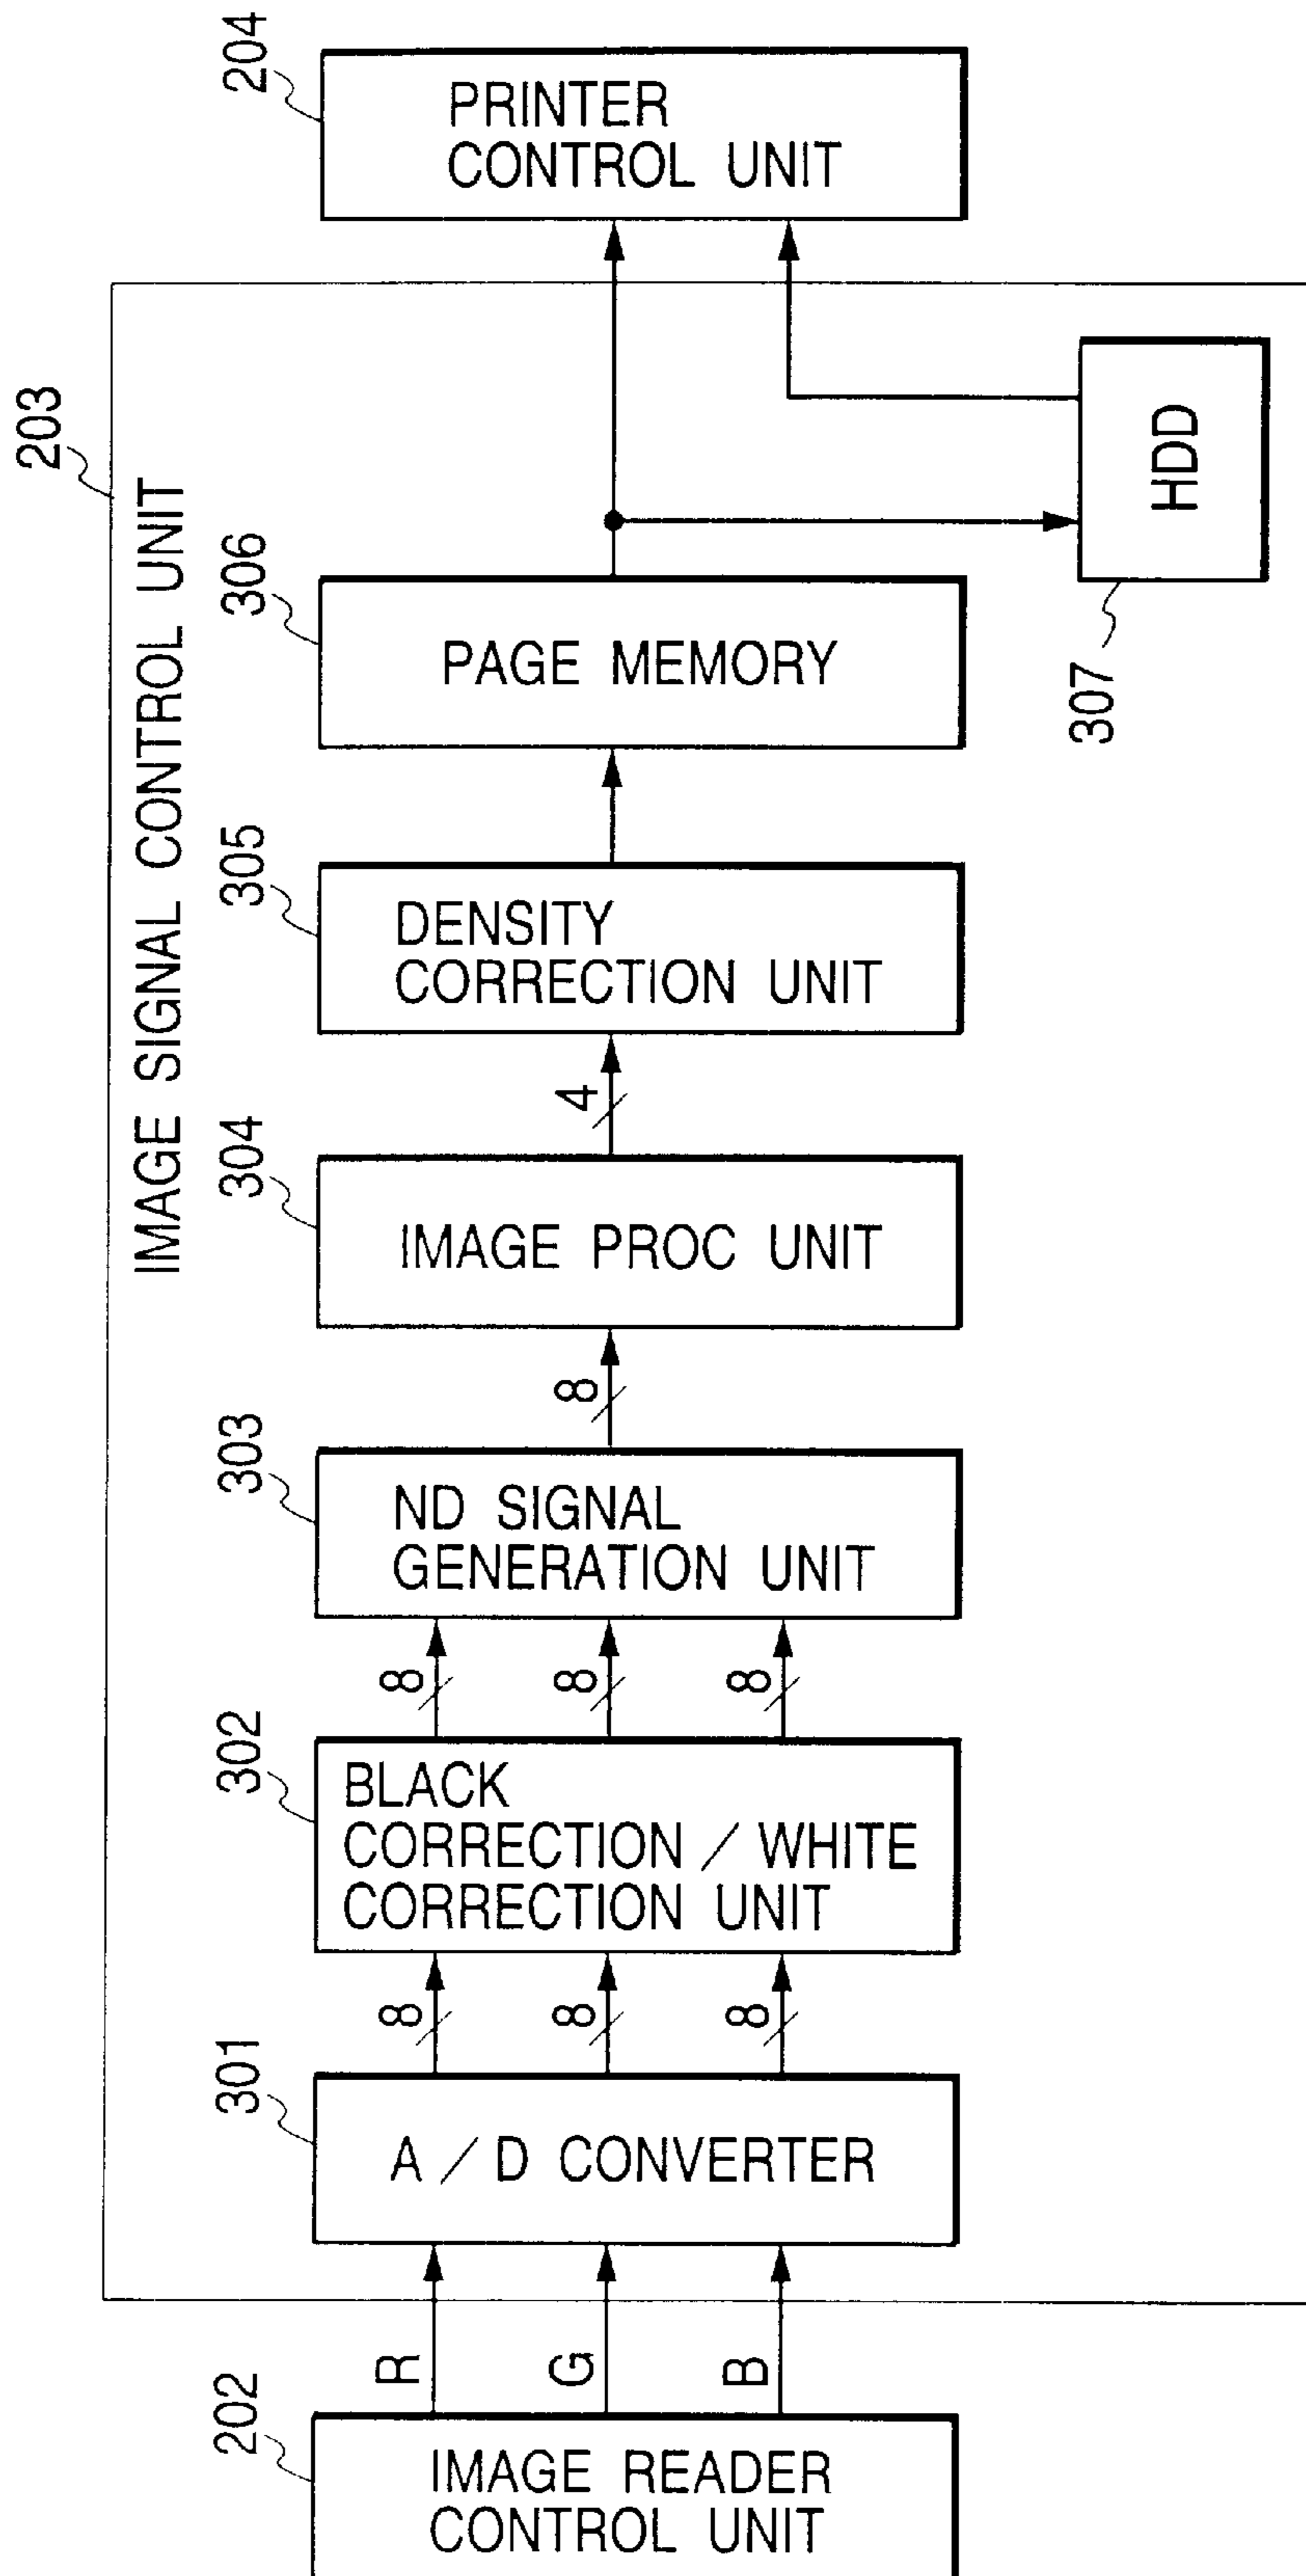 203
IMAGE SIGNAL CONTROL UNIT
202
IMAGE READER
CONTROL UNIT
R
G
B
301
A / D CONVERTER
8
8
8
302
BLACK
CORRECTION / WHITE
CORRECTION UNIT
8
8
8
303
ND SIGNAL
GENERATION UNIT
8
304
IMAGE PROC UNIT
4
305
DENSITY
CORRECTION UNIT
306
PAGE MEMORY
307
HDD
204
PRINTER
CONTROL UNIT